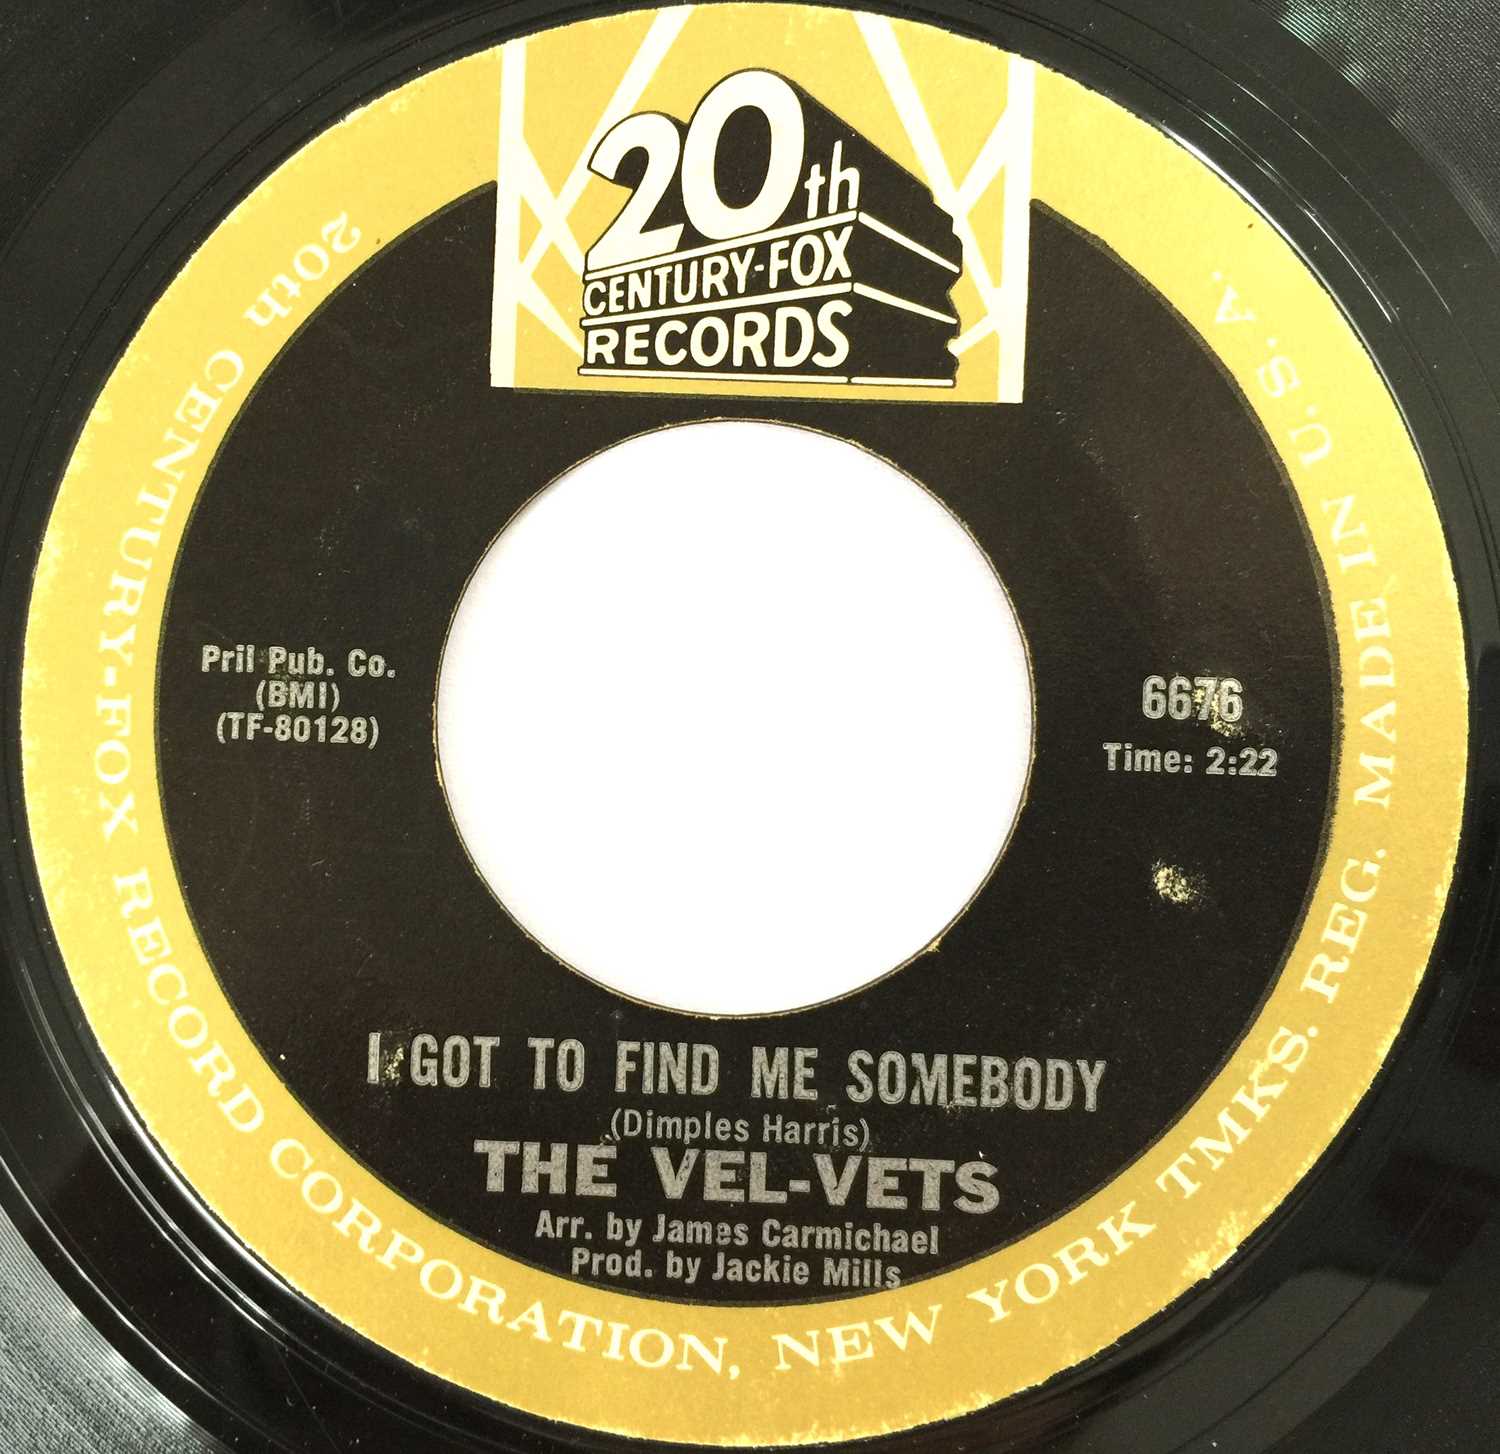 20th
CENTURY-FOX
RECORDS
Pril Pub. Co.
(BMI)
(TF-80128)
6676
Time: 2:22
I GOT TO FIND ME SOMEBODY
(Dimples Harris)
THE VEL-VETS
Arr. by James Carmichael
Prod. by Jackie Mills
20th CENTURY-FOX RECORD CORPORATION, NEW YORK TMKS. REG. MADE IN U.S.A.